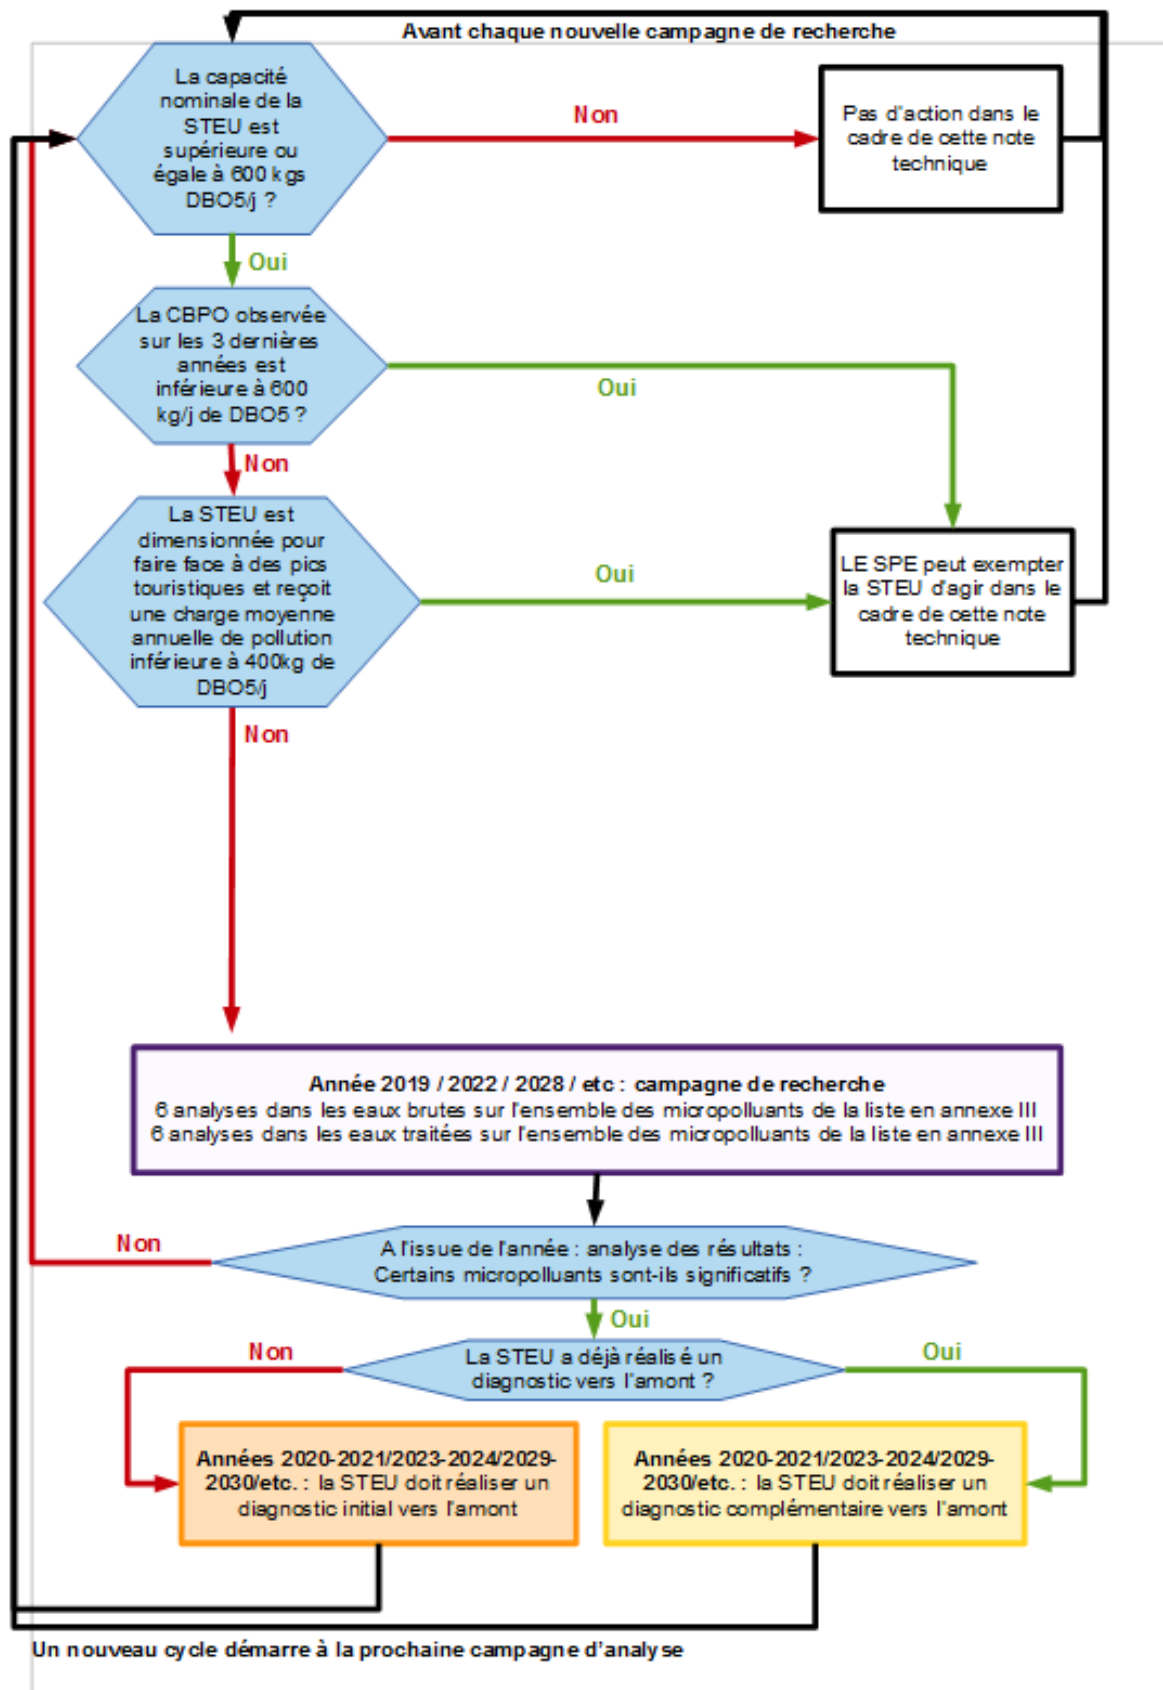 Avant chaque nouvelle campagne de recherche
La capacité
nominale de la
STEU est
supérieure ou
égale à 600 kgs
DBO5/j ?
Non
Pas d'action dans le
cadre de cette note
technique
Oui
La CBPO observée
sur les 3 dernières
années est
inférieure à 600
kg/j de DBO5 ?
Oui
Non
La STEU est
dimensionnée pour
faire face à des pics
touristiques et reçoit
une charge moyenne
annuelle de pollution
inférieure à 400kg de
DBO5/j
Oui
LE SPE peut exempter
la STEU d'agir dans le
cadre de cette note
technique
Non
Année 2019 / 2022 / 2028 / etc : campagne de recherche
6 analyses dans les eaux brutes sur l'ensemble des micropolluants de la liste en annexe III
6 analyses dans les eaux traitées sur l'ensemble des micropolluants de la liste en annexe III
Non
A l'issue de l'année : analyse des résultats :
Certains micropolluants sont-ils significatifs ?
Oui
Non
La STEU a déjà réalisé un
diagnostic vers l'amont ?
Oui
Années 2020-2021/2023-2024/2029-
2030/etc. : la STEU doit réaliser un
diagnostic initial vers l'amont
Années 2020-2021/2023-2024/2029-
2030/etc. : la STEU doit réaliser un
diagnostic complémentaire vers l'amont
Un nouveau cycle démarre à la prochaine campagne d'analyse